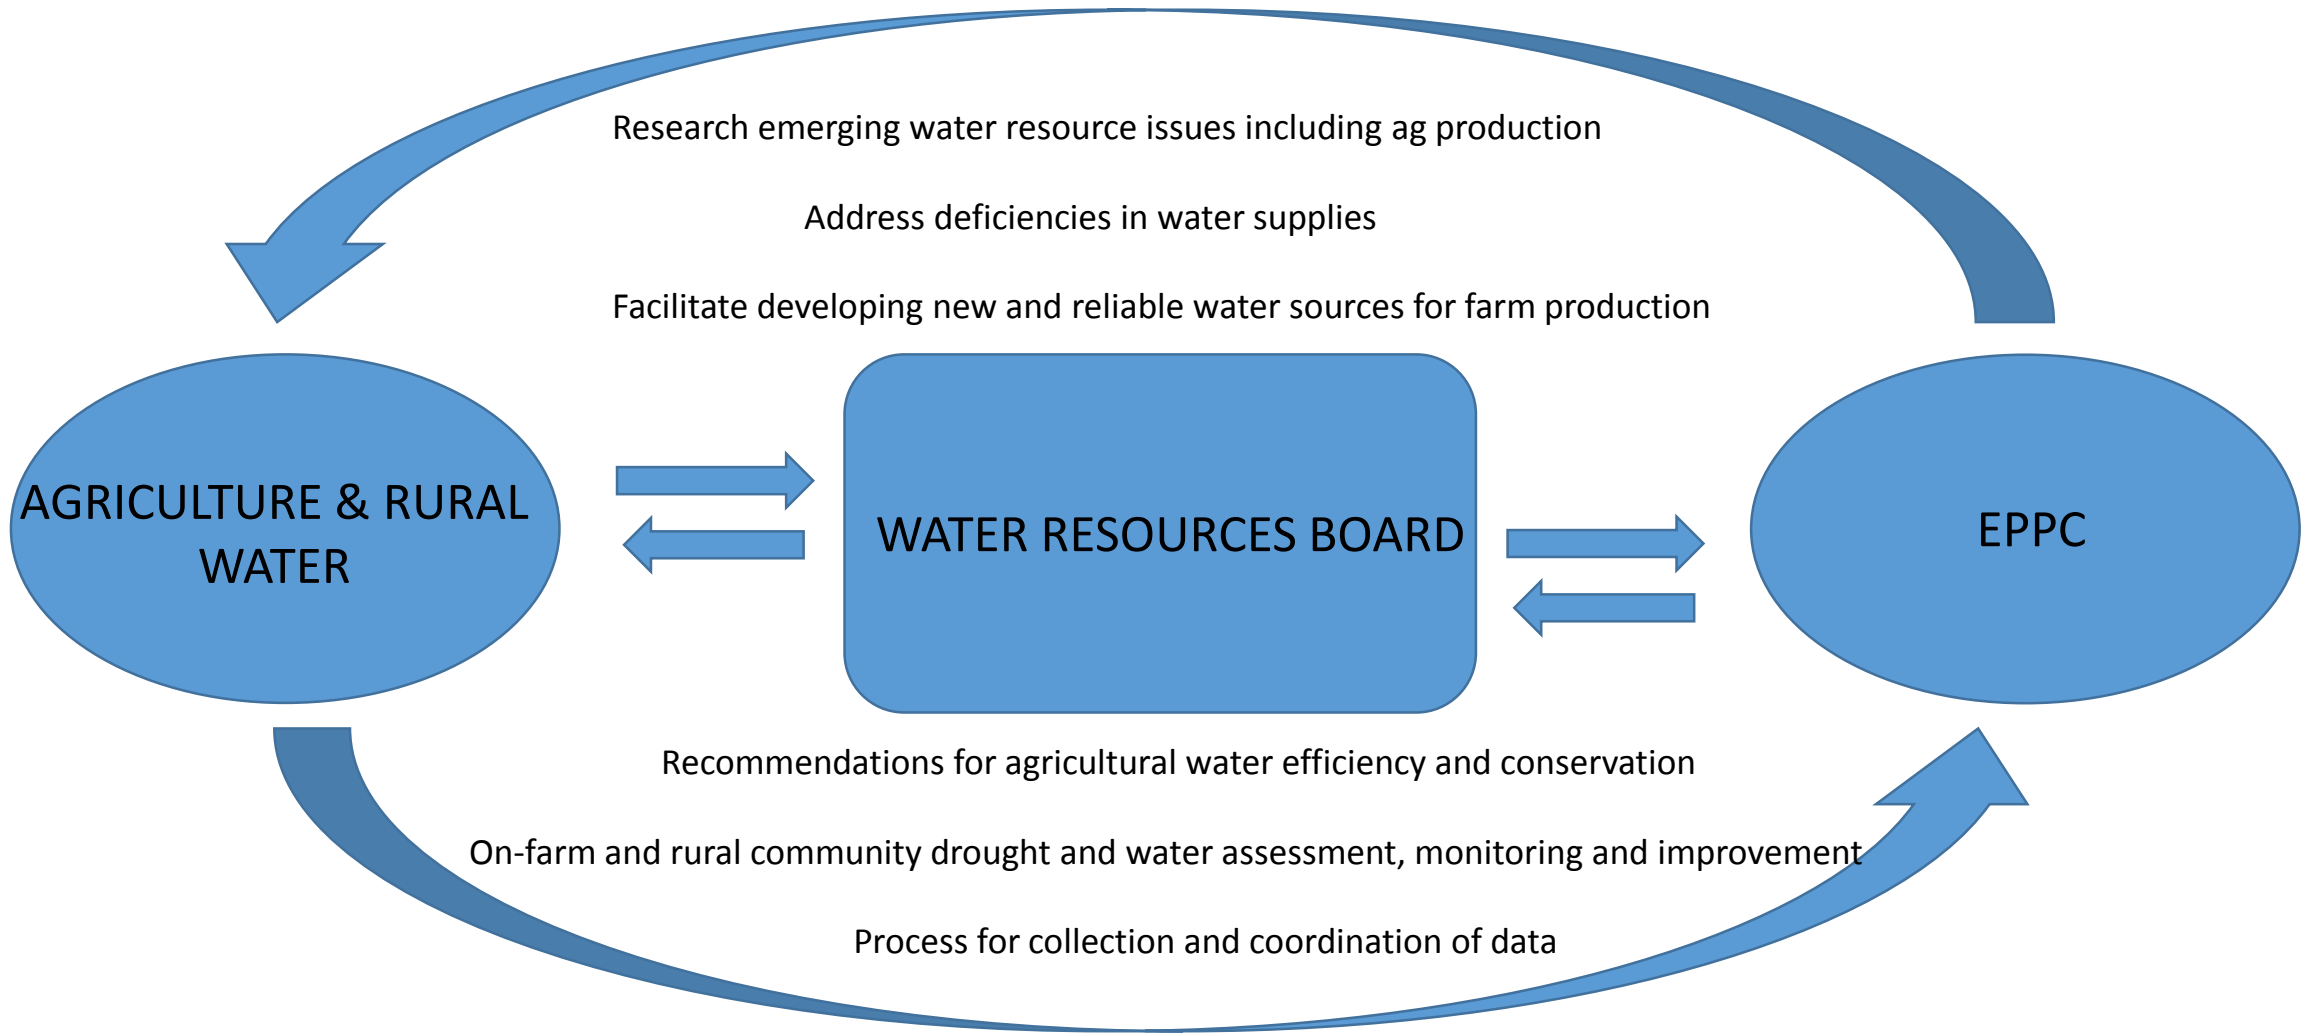 Research emerging water resource issues including ag production
Address deficiencies in water supplies
Facilitate developing new and reliable water sources for farm production
AGRICULTURE & RURAL
WATER
WATER RESOURCES BOARD
EPPC
Recommendations for agricultural water efficiency and conservation
On-farm and rural community drought and water assessment, monitoring and improvement
Process for collection and coordination of data